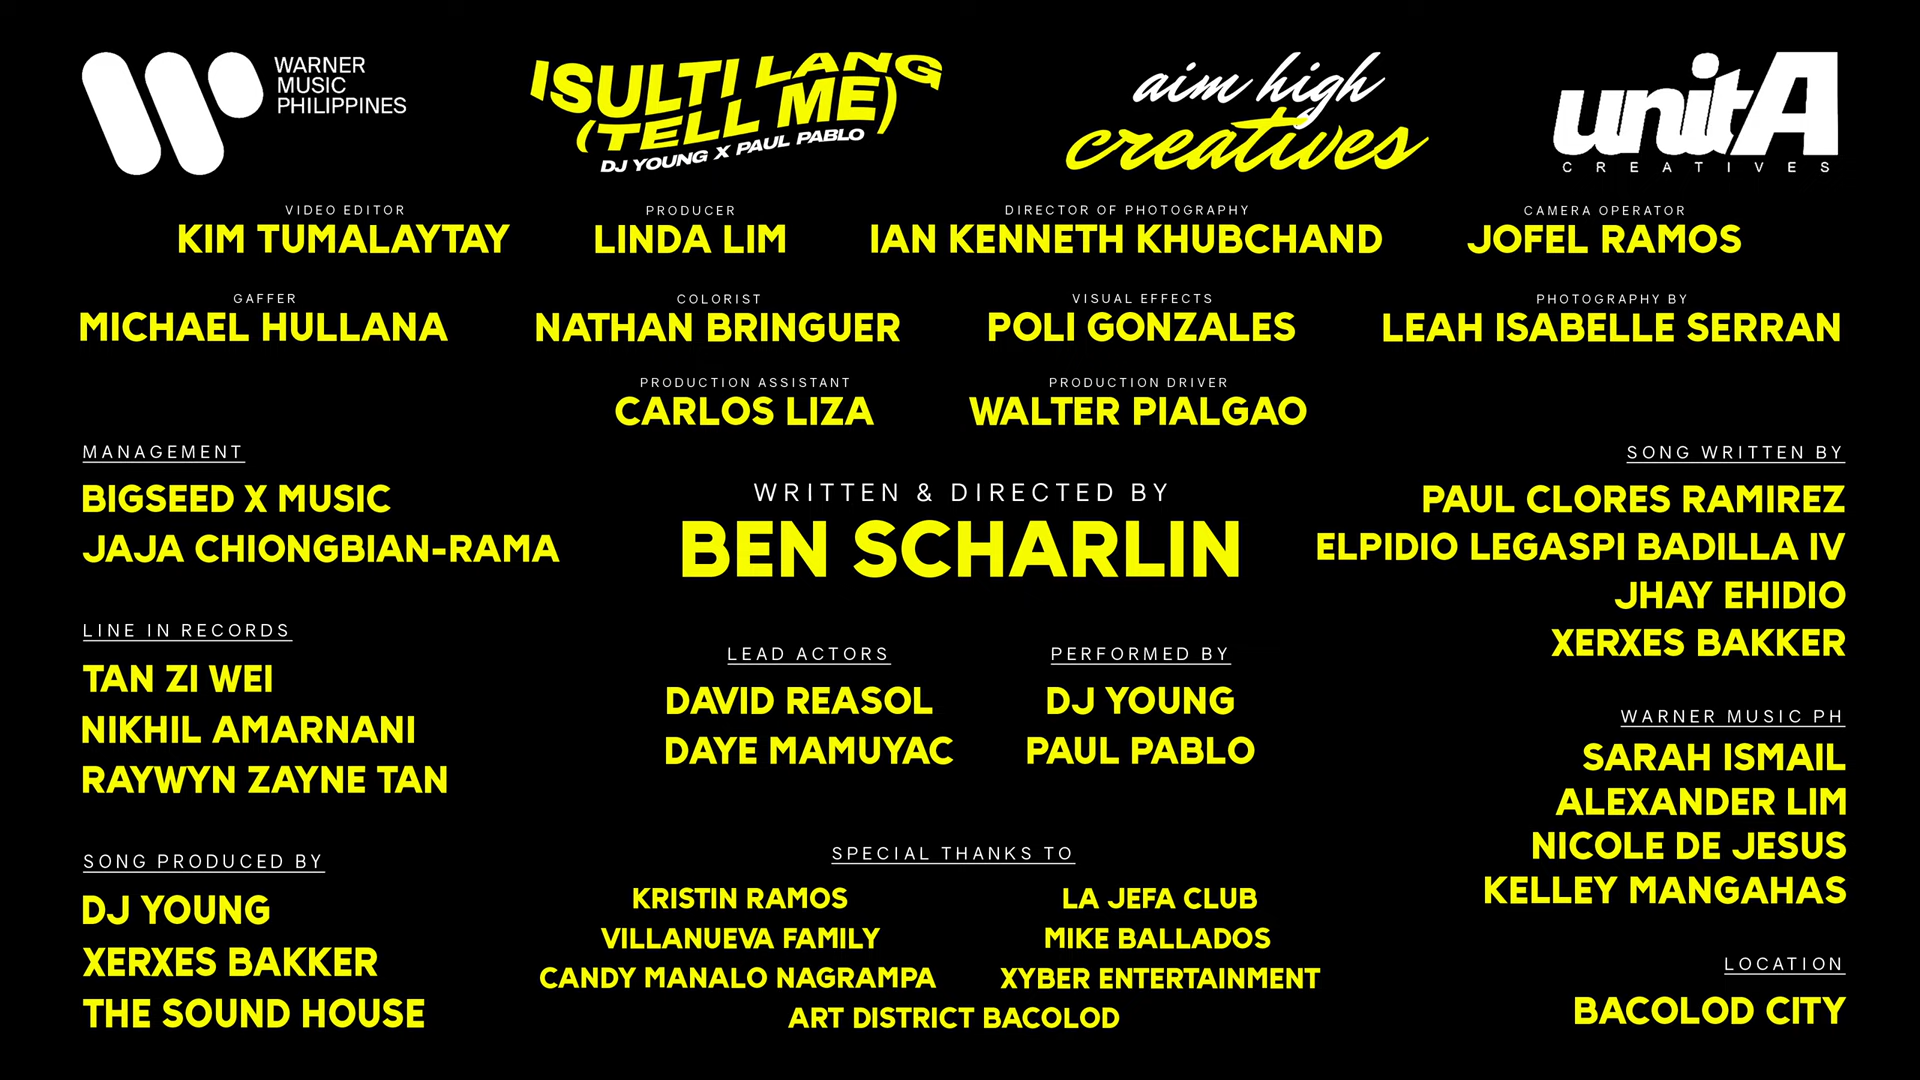 WARNER
MUSIC
PHILIPPINES
ISULTI LANG
(TELL ME)
DJ YOUNG X PAUL PABLO
aim high
creatives
unitA
CREATIVES
VIDEO EDITOR
KIM TUMALAYTAY
PRODUCER
LINDA LIM
DIRECTOR OF PHOTOGRAPHY
IAN KENNETH KHUBCHAND
CAMERA OPERATOR
JOFEL RAMOS
GAFFER
MICHAEL HULLANA
COLORIST
NATHAN BRINGUER
VISUAL EFFECTS
POLI GONZALES
PHOTOGRAPHY BY
LEAH ISABELLE SERRAN
PRODUCTION ASSISTANT
CARLOS LIZA
PRODUCTION DRIVER
WALTER PIALGAO
MANAGEMENT
BIGSEED X MUSIC
JAJA CHIONGBIAN-RAMA
LINE IN RECORDS
TAN ZI WEI
NIKHIL AMARNANI
RAYWYN ZAYNE TAN
SONG PRODUCED BY
DJ YOUNG
XERXES BAKKER
THE SOUND HOUSE
WRITTEN & DIRECTED BY
BEN SCHARLIN
LEAD ACTORS
DAVID REASOL
DAYE MAMUYAC
PERFORMED BY
DJ YOUNG
PAUL PABLO
SPECIAL THANKS TO
KRISTIN RAMOS
VILLANUEVA FAMILY
CANDY MANALO NAGRAMPA
LA JEFA CLUB
MIKE BALLADOS
XYBER ENTERTAINMENT
ART DISTRICT BACOLOD
SONG WRITTEN BY
PAUL CLORES RAMIREZ
ELPIDIO LEGASPI BADILLA IV
JHAY EHIDIO
XERXES BAKKER
WARNER MUSIC PH
SARAH ISMAIL
ALEXANDER LIM
NICOLE DE JESUS
KELLEY MANGAHAS
LOCATION
BACOLOD CITY